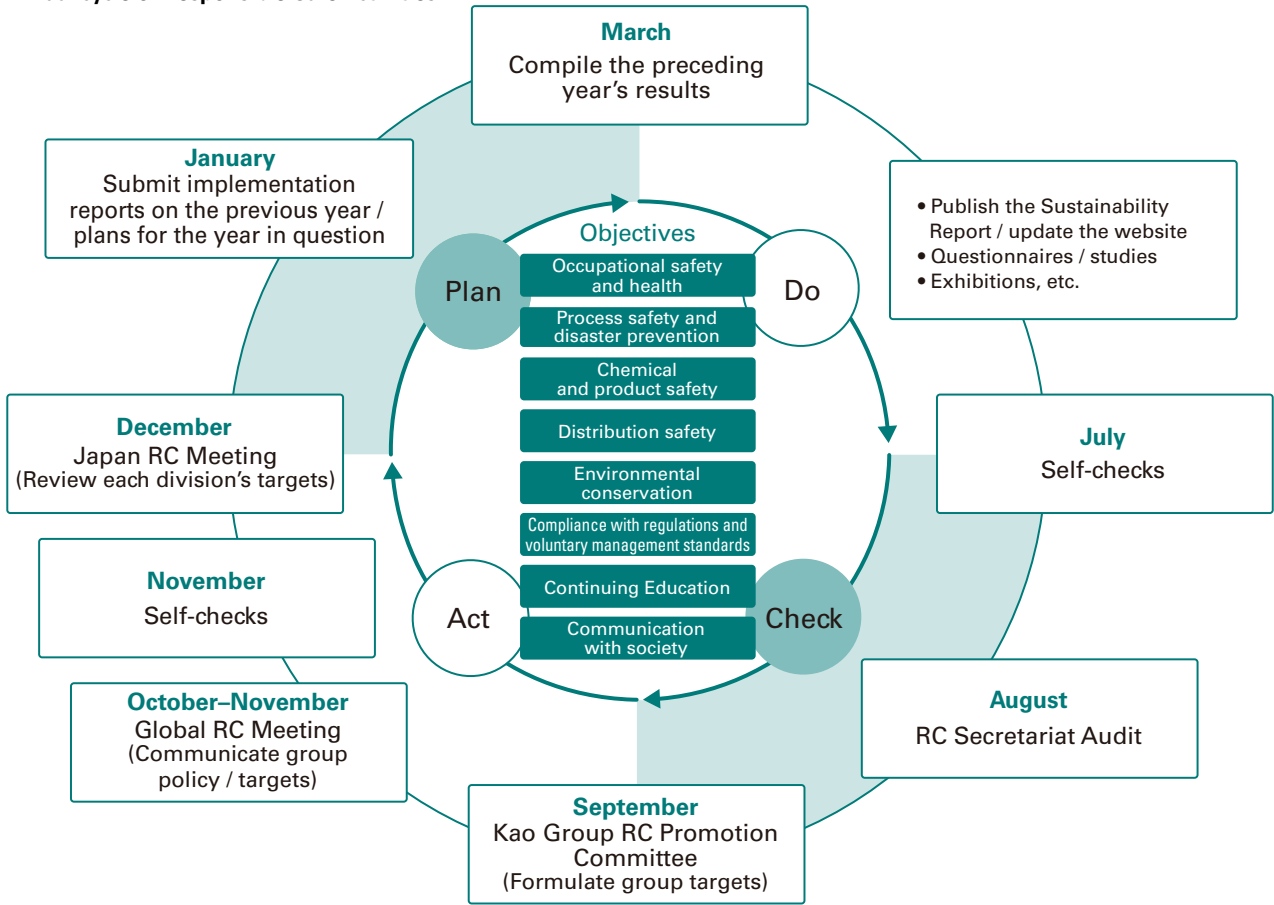 March
Compile the preceding
year's results
January
Submit implementation
reports on the previous year /
plans for the year in question
• Publish the Sustainability
Report / update the website
• Questionnaires / studies
• Exhibitions, etc.
Objectives
Plan
Do
Occupational safety
and health
Process safety and
disaster prevention
Chemical
and product safety
Distribution safety
Environmental
conservation
Compliance with regulations and
voluntary management standards
Continuing Education
Communication
with society
Act
Check
December
Japan RC Meeting
(Review each division's targets)
July
Self-checks
November
Self-checks
October–November
Global RC Meeting
(Communicate group
policy / targets)
August
RC Secretariat Audit
September
Kao Group RC Promotion
Committee
(Formulate group targets)